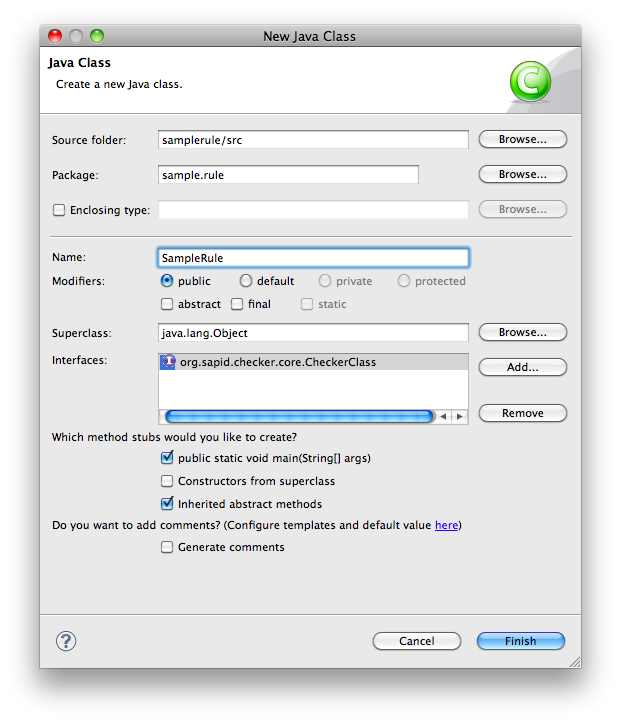 New Java Class
Java Class
Create a new Java class.
C
Source folder: samplerule/src Browse...
Package: sample.rule Browse...
Enclosing type: Browse...
Name: SampleRule
Modifiers: public default private protected
abstract final static
Superclass: java.lang.Object Browse...
Interfaces: I org.sapid.checker.core.CheckerClass Add...
Remove
Which method stubs would you like to create?
public static void main(String[] args)
Constructors from superclass
Inherited abstract methods
Do you want to add comments? (Configure templates and default value here)
Generate comments
? Cancel Finish